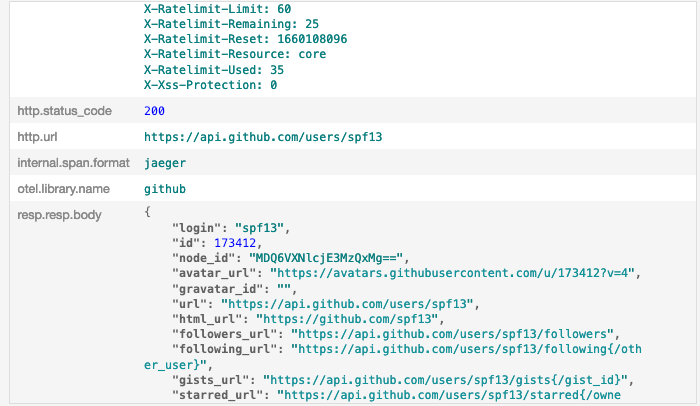 X-Ratelimit-Limit: 60
X-Ratelimit-Remaining: 25
X-Ratelimit-Reset: 1660108096
X-Ratelimit-Resource: core
X-Ratelimit-Used: 35
X-Xss-Protection: 0
http.status_code 200
http.url https://api.github.com/users/spf13
internal.span.format jaeger
otel.library.name github
resp.resp.body {
"login": "spf13",
"id": 173412,
"node_id": "MDQ6VXNlcjE3MzQxMg==",
"avatar_url": "https://avatars.githubusercontent.com/u/173412?v=4",
"gravatar_id": "",
"url": "https://api.github.com/users/spf13",
"html_url": "https://github.com/spf13",
"followers_url": "https://api.github.com/users/spf13/followers",
"following_url": "https://api.github.com/users/spf13/following{/oth
er_user}",
"gists_url": "https://api.github.com/users/spf13/gists{/gist_id}",
"starred_url": "https://api.github.com/users/spf13/starred{/owne